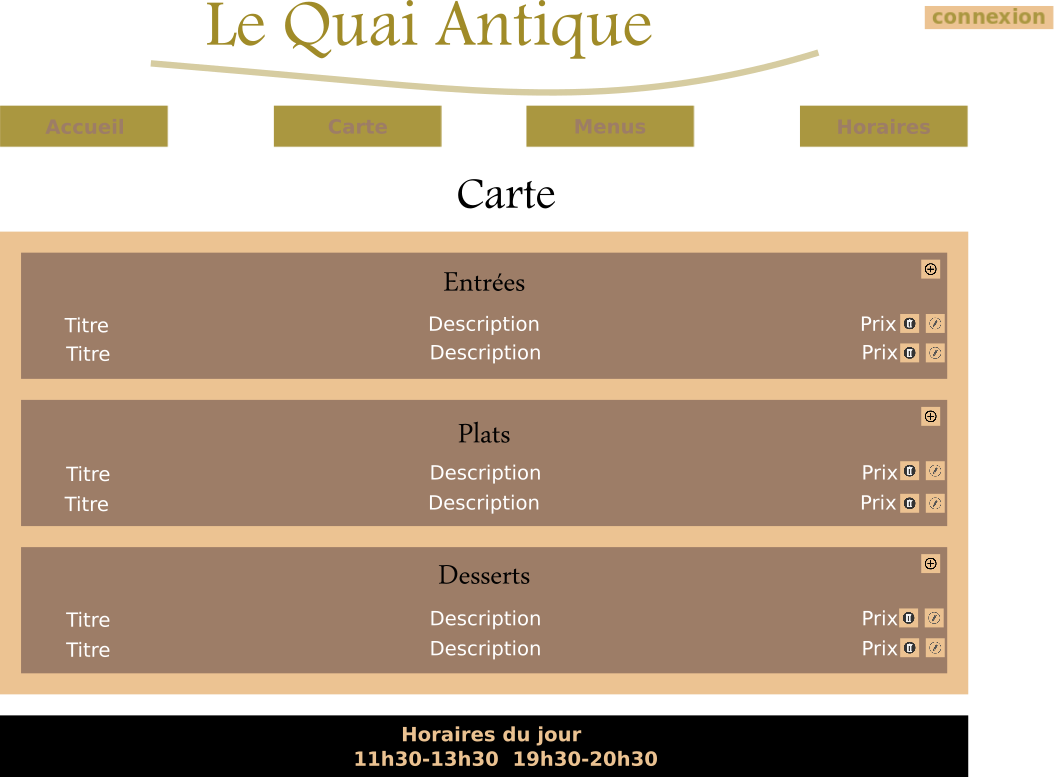 Le Quai Antique
connexion
Accueil Carte Menus Horaires
Carte
Entrées
Titre Description Prix
Titre Description Prix
Plats
Titre Description Prix
Titre Description Prix
Desserts
Titre Description Prix
Titre Description Prix
Horaires du jour
11h30-13h30 19h30-20h30